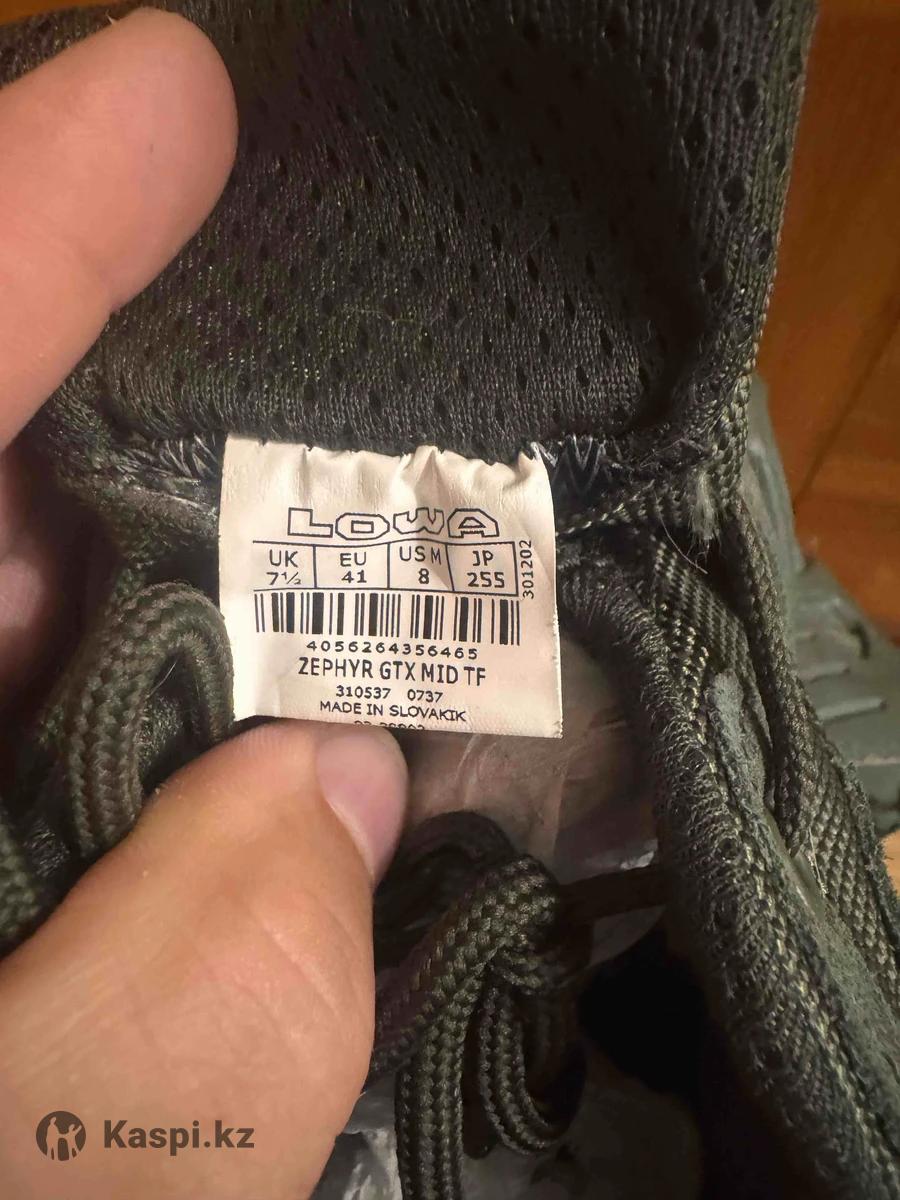 LOWA
UK EU US M JP
7½ 41 8 255
301202
4056264356465
ZEPHYR GTX MID TF
310537 0737
MADE IN SLOVAKIK
Kaspi.kz